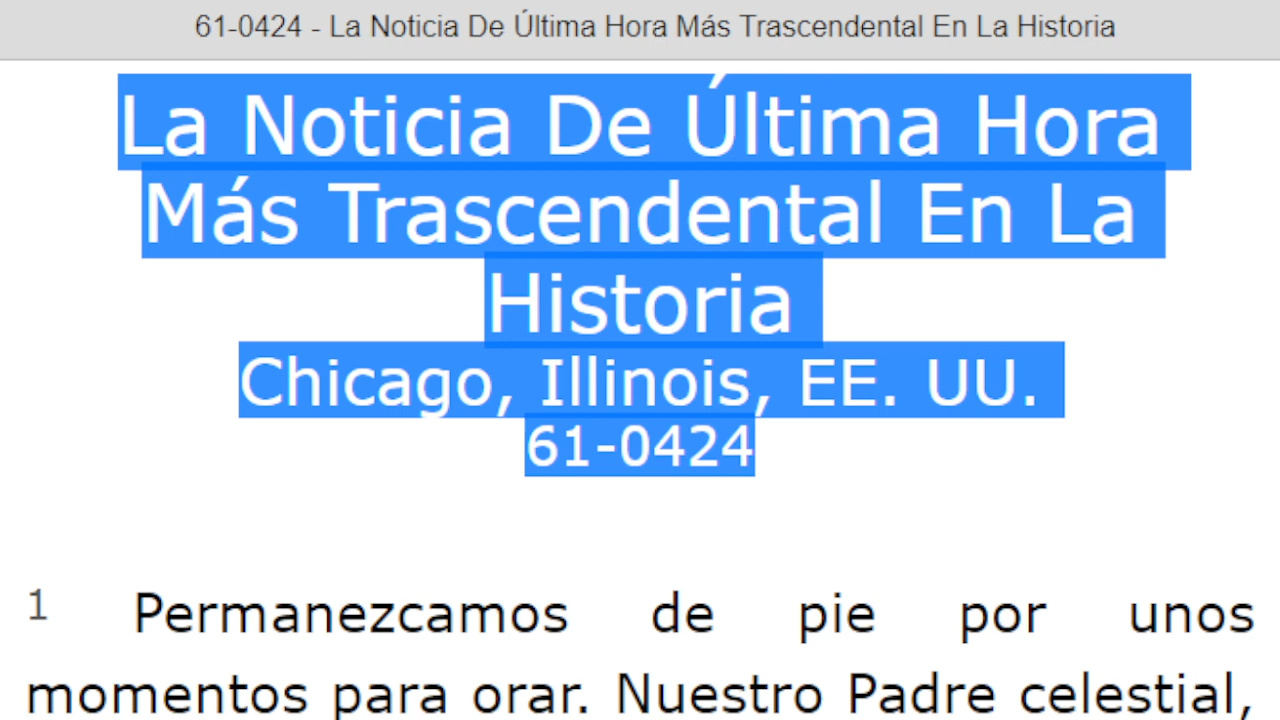 61-0424 - La Noticia De Última Hora Más Trascendental En La Historia
La Noticia De Última Hora
Más Trascendental En La
Historia
Chicago, Illinois, EE. UU.
61-0424
1 Permanezcamos de pie por unos
momentos para orar. Nuestro Padre celestial,